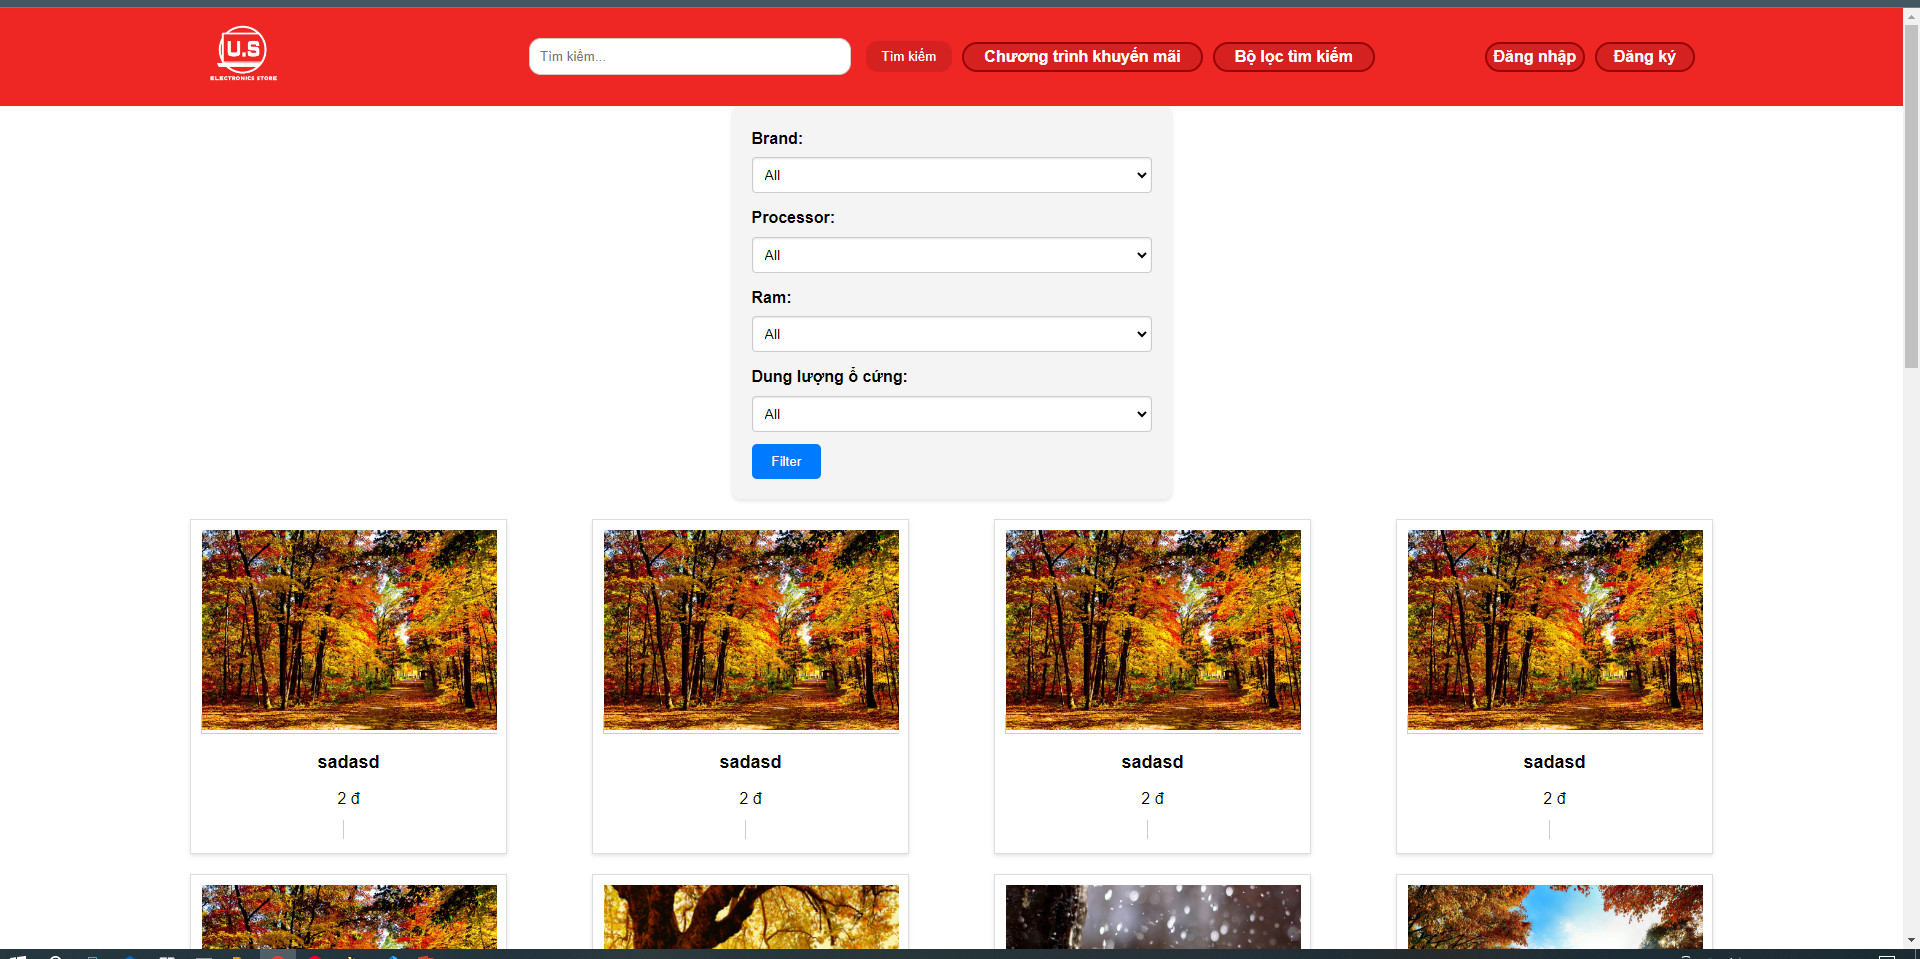 U.S
ELECTRONICS STORE
Tìm kiếm...
Tìm kiếm
Chương trình khuyến mãi
Bộ lọc tìm kiếm
Đăng nhập
Đăng ký
Brand:
All
Processor:
All
Ram:
All
Dung lượng ổ cứng:
All
Filter
sadasd
2 đ
sadasd
2 đ
sadasd
2 đ
sadasd
2 đ